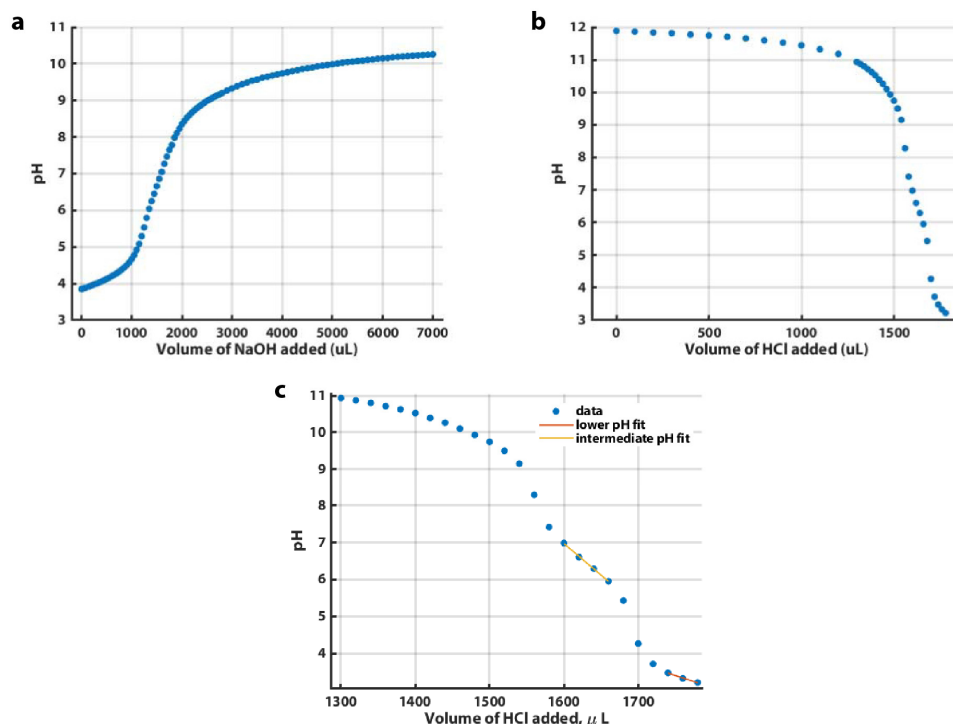 a
11
10
9
8
7
6
5
4
3
pH
0 1000 2000 3000 4000 5000 6000 7000
Volume of NaOH added (uL)
b
12
11
10
9
8
7
6
5
4
3
pH
0 500 1000 1500
Volume of HCl added (uL)
c
11
10
9
8
7
6
5
4
pH
data
lower pH fit
intermediate pH fit
1300 1400 1500 1600 1700
Volume of HCl added, μ L